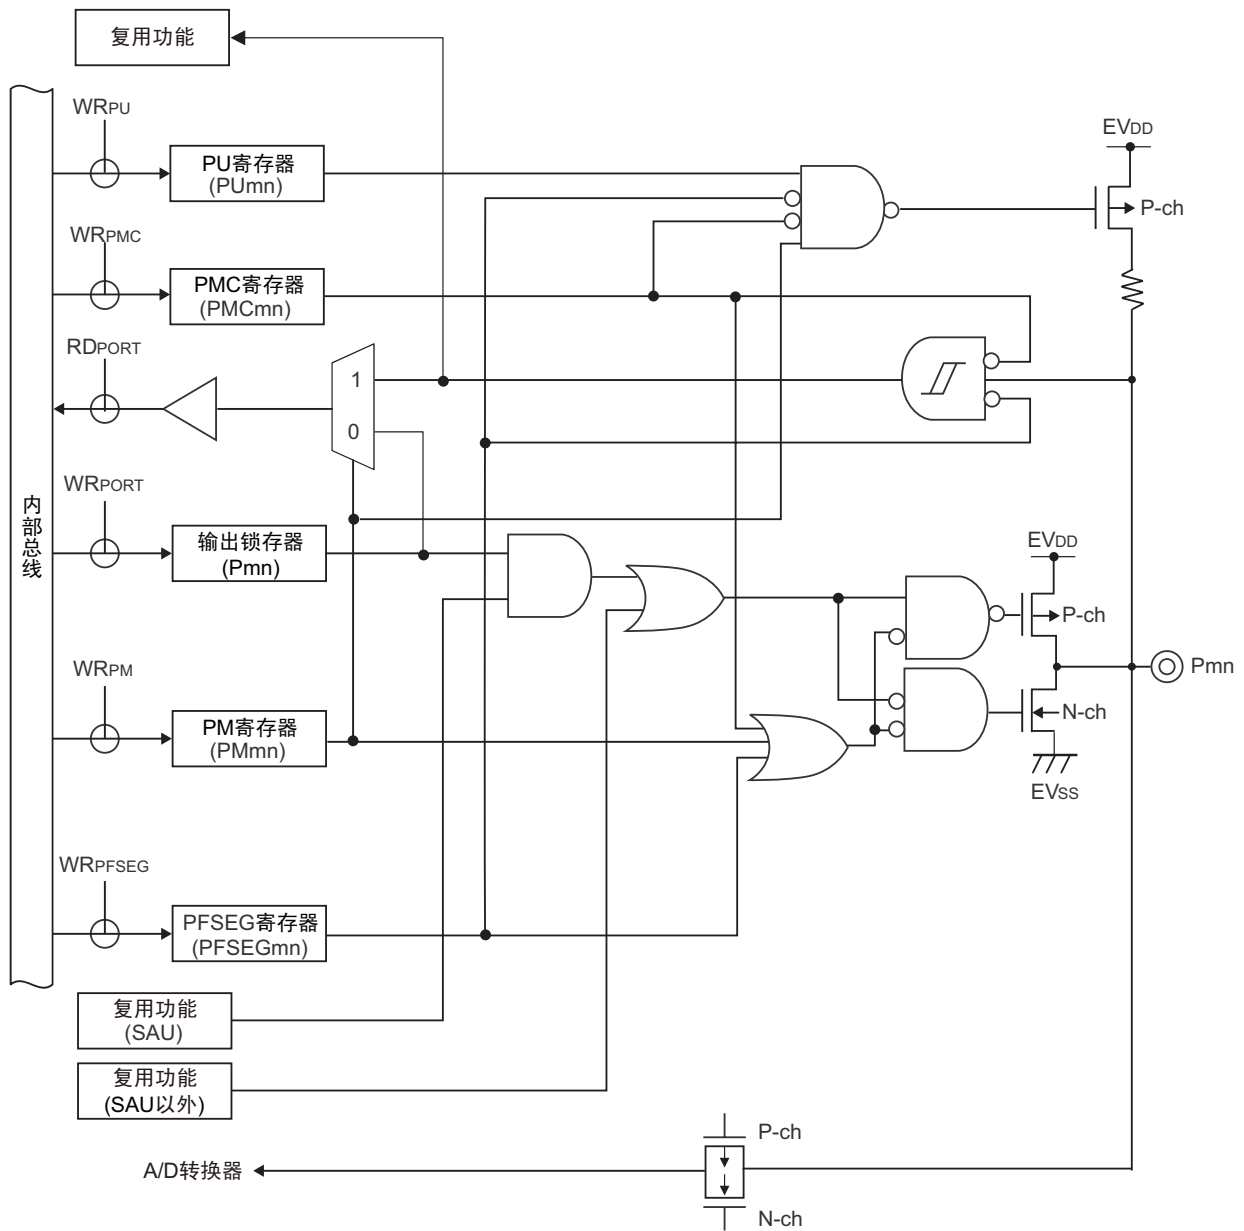 复用功能
WRPU
PU寄存器
(PUmn)
EVDD
P-ch
WRPMC
PMC寄存器
(PMCmn)
RDPORT
1
0
WRPORT
内部总线
输出锁存器
(Pmn)
EVDD
P-ch
Pmn
WRPM
PM寄存器
(PMmn)
N-ch
EVSS
WRPFSEG
PFSEG寄存器
(PFSEGmn)
复用功能
(SAU)
复用功能
(SAU以外)
P-ch
A/D转换器
N-ch